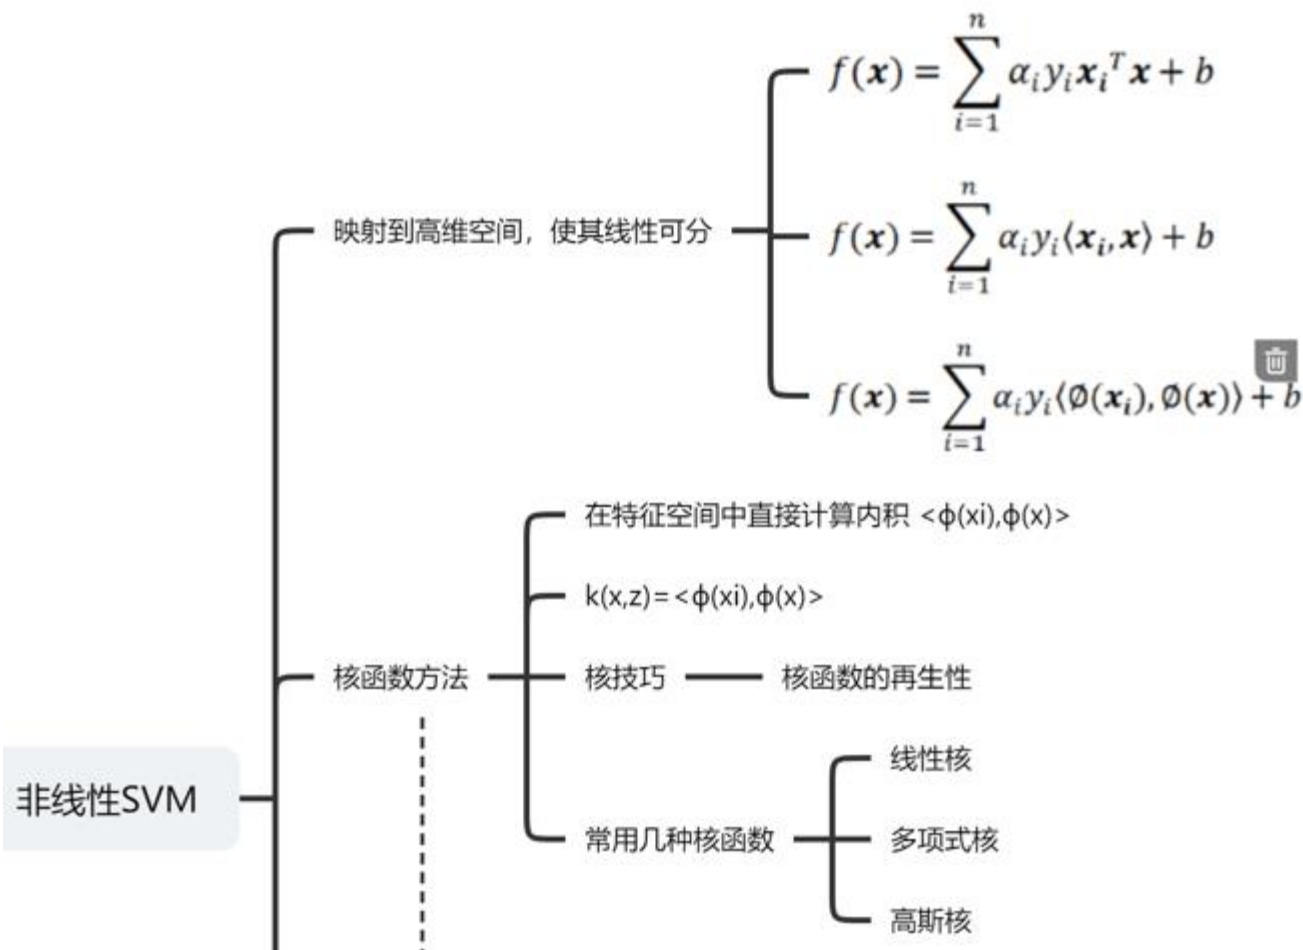 f(x) = ∑_{i=1}^{n} α_i y_i x_i^T x + b
映射到高维空间，使其线性可分
f(x) = ∑_{i=1}^{n} α_i y_i ⟨x_i, x⟩ + b
f(x) = ∑_{i=1}^{n} α_i y_i ⟨∅(x_i), ∅(x)⟩ + b
在特征空间中直接计算内积 <ϕ(xi),ϕ(x)>
k(x,z)=<ϕ(xi),ϕ(x)>
核函数方法
核技巧
核函数的再生性
线性核
非线性SVM
常用几种核函数
多项式核
高斯核